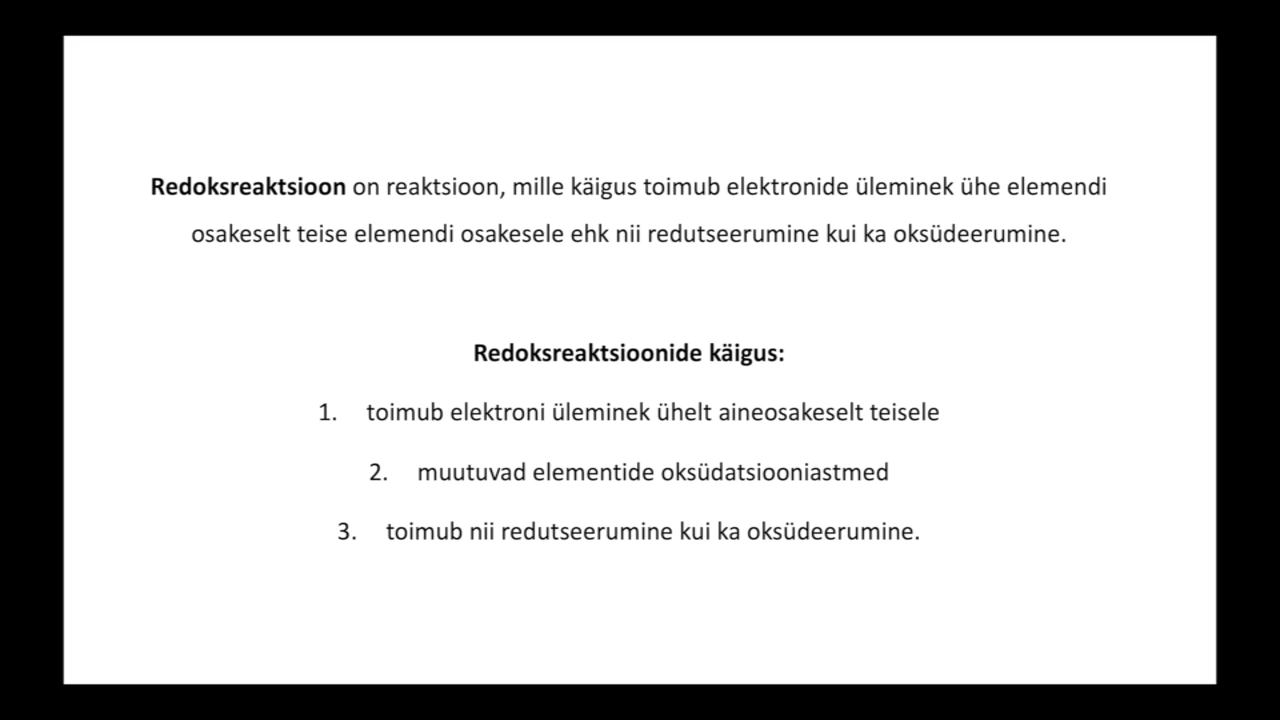 Redoksreaktsioon on reaktsioon, mille käigus toimub elektronide üleminek ühe elemendi
osakeselt teise elemendi osakesele ehk nii redutseerumine kui ka oksüdeerumine.
Redoksreaktsioonide käigus:
1. toimub elektroni üleminek ühelt aineosakeselt teisele
2. muutuvad elementide oksüdatsiooniastmed
3. toimub nii redutseerumine kui ka oksüdeerumine.